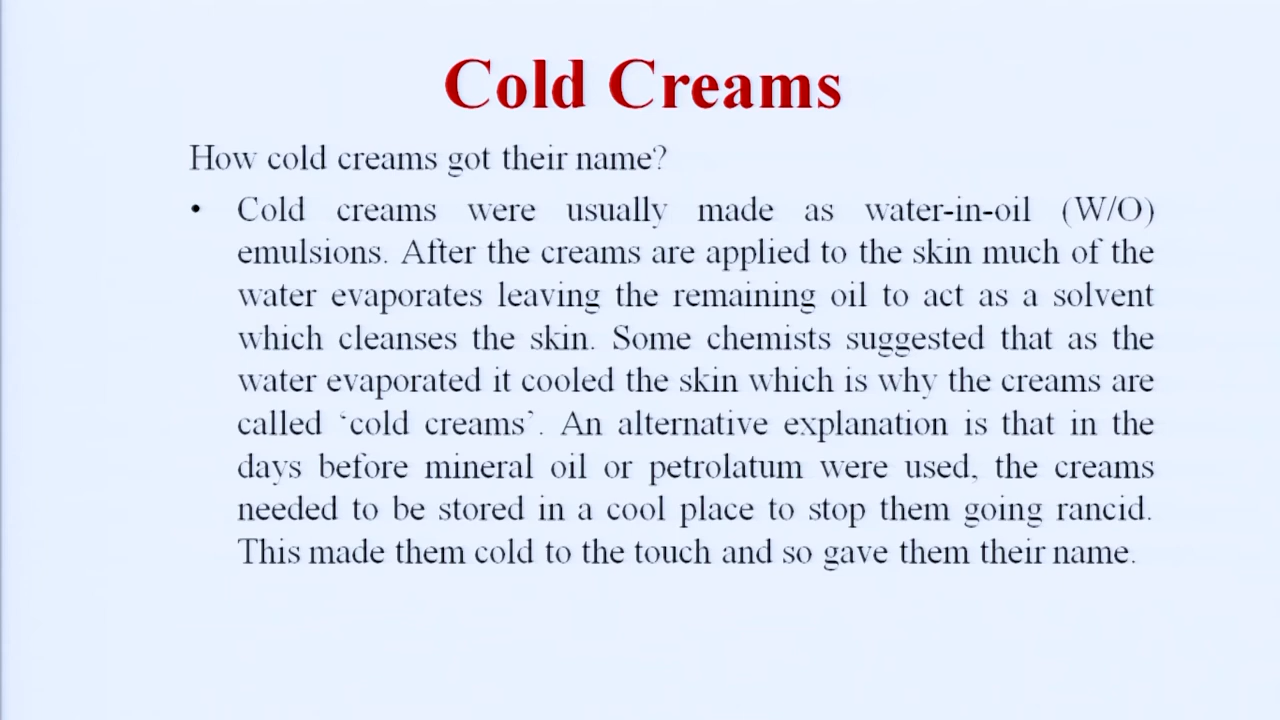 Cold Creams
How cold creams got their name?
• Cold creams were usually made as water-in-oil (W/O)
emulsions. After the creams are applied to the skin much of the
water evaporates leaving the remaining oil to act as a solvent
which cleanses the skin. Some chemists suggested that as the
water evaporated it cooled the skin which is why the creams are
called ‘cold creams’. An alternative explanation is that in the
days before mineral oil or petrolatum were used, the creams
needed to be stored in a cool place to stop them going rancid.
This made them cold to the touch and so gave them their name.